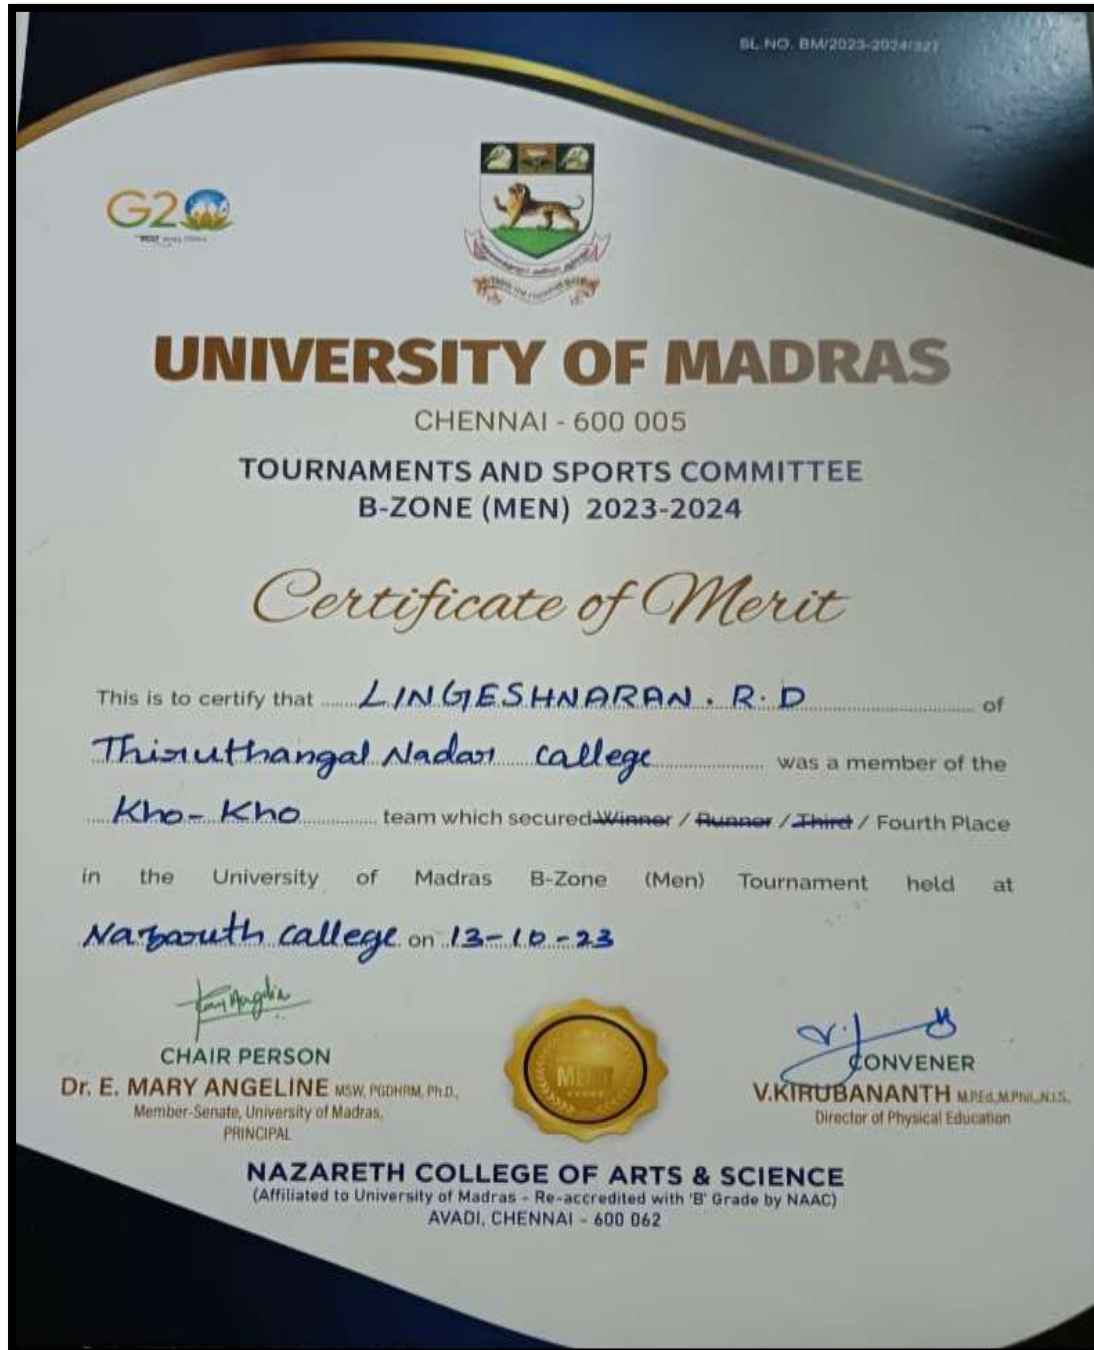 SL NO. BM/2023-2024/327
G20
UNIVERSITY OF MADRAS
CHENNAI - 600 005
TOURNAMENTS AND SPORTS COMMITTEE
B-ZONE (MEN) 2023-2024
Certificate of Merit
This is to certify that LINGESHNARAN. R. D of
Thiruthangal Nadar College was a member of the
Kho-Kho team which secured Winner / Runner / Third / Fourth Place
in the University of Madras B-Zone (Men) Tournament held at
Nazaruth College on 13-10-23
CHAIR PERSON
Dr. E. MARY ANGELINE MSW, PGDHRM, Ph.D.,
Member-Senate, University of Madras,
PRINCIPAL
MERIT
CONVENER
V.KIRUBANANTH M.P.Ed.,M.Phil.,N.I.S.,
Director of Physical Education
NAZARETH COLLEGE OF ARTS & SCIENCE
(Affiliated to University of Madras - Re-accredited with 'B' Grade by NAAC)
AVADI, CHENNAI - 600 062